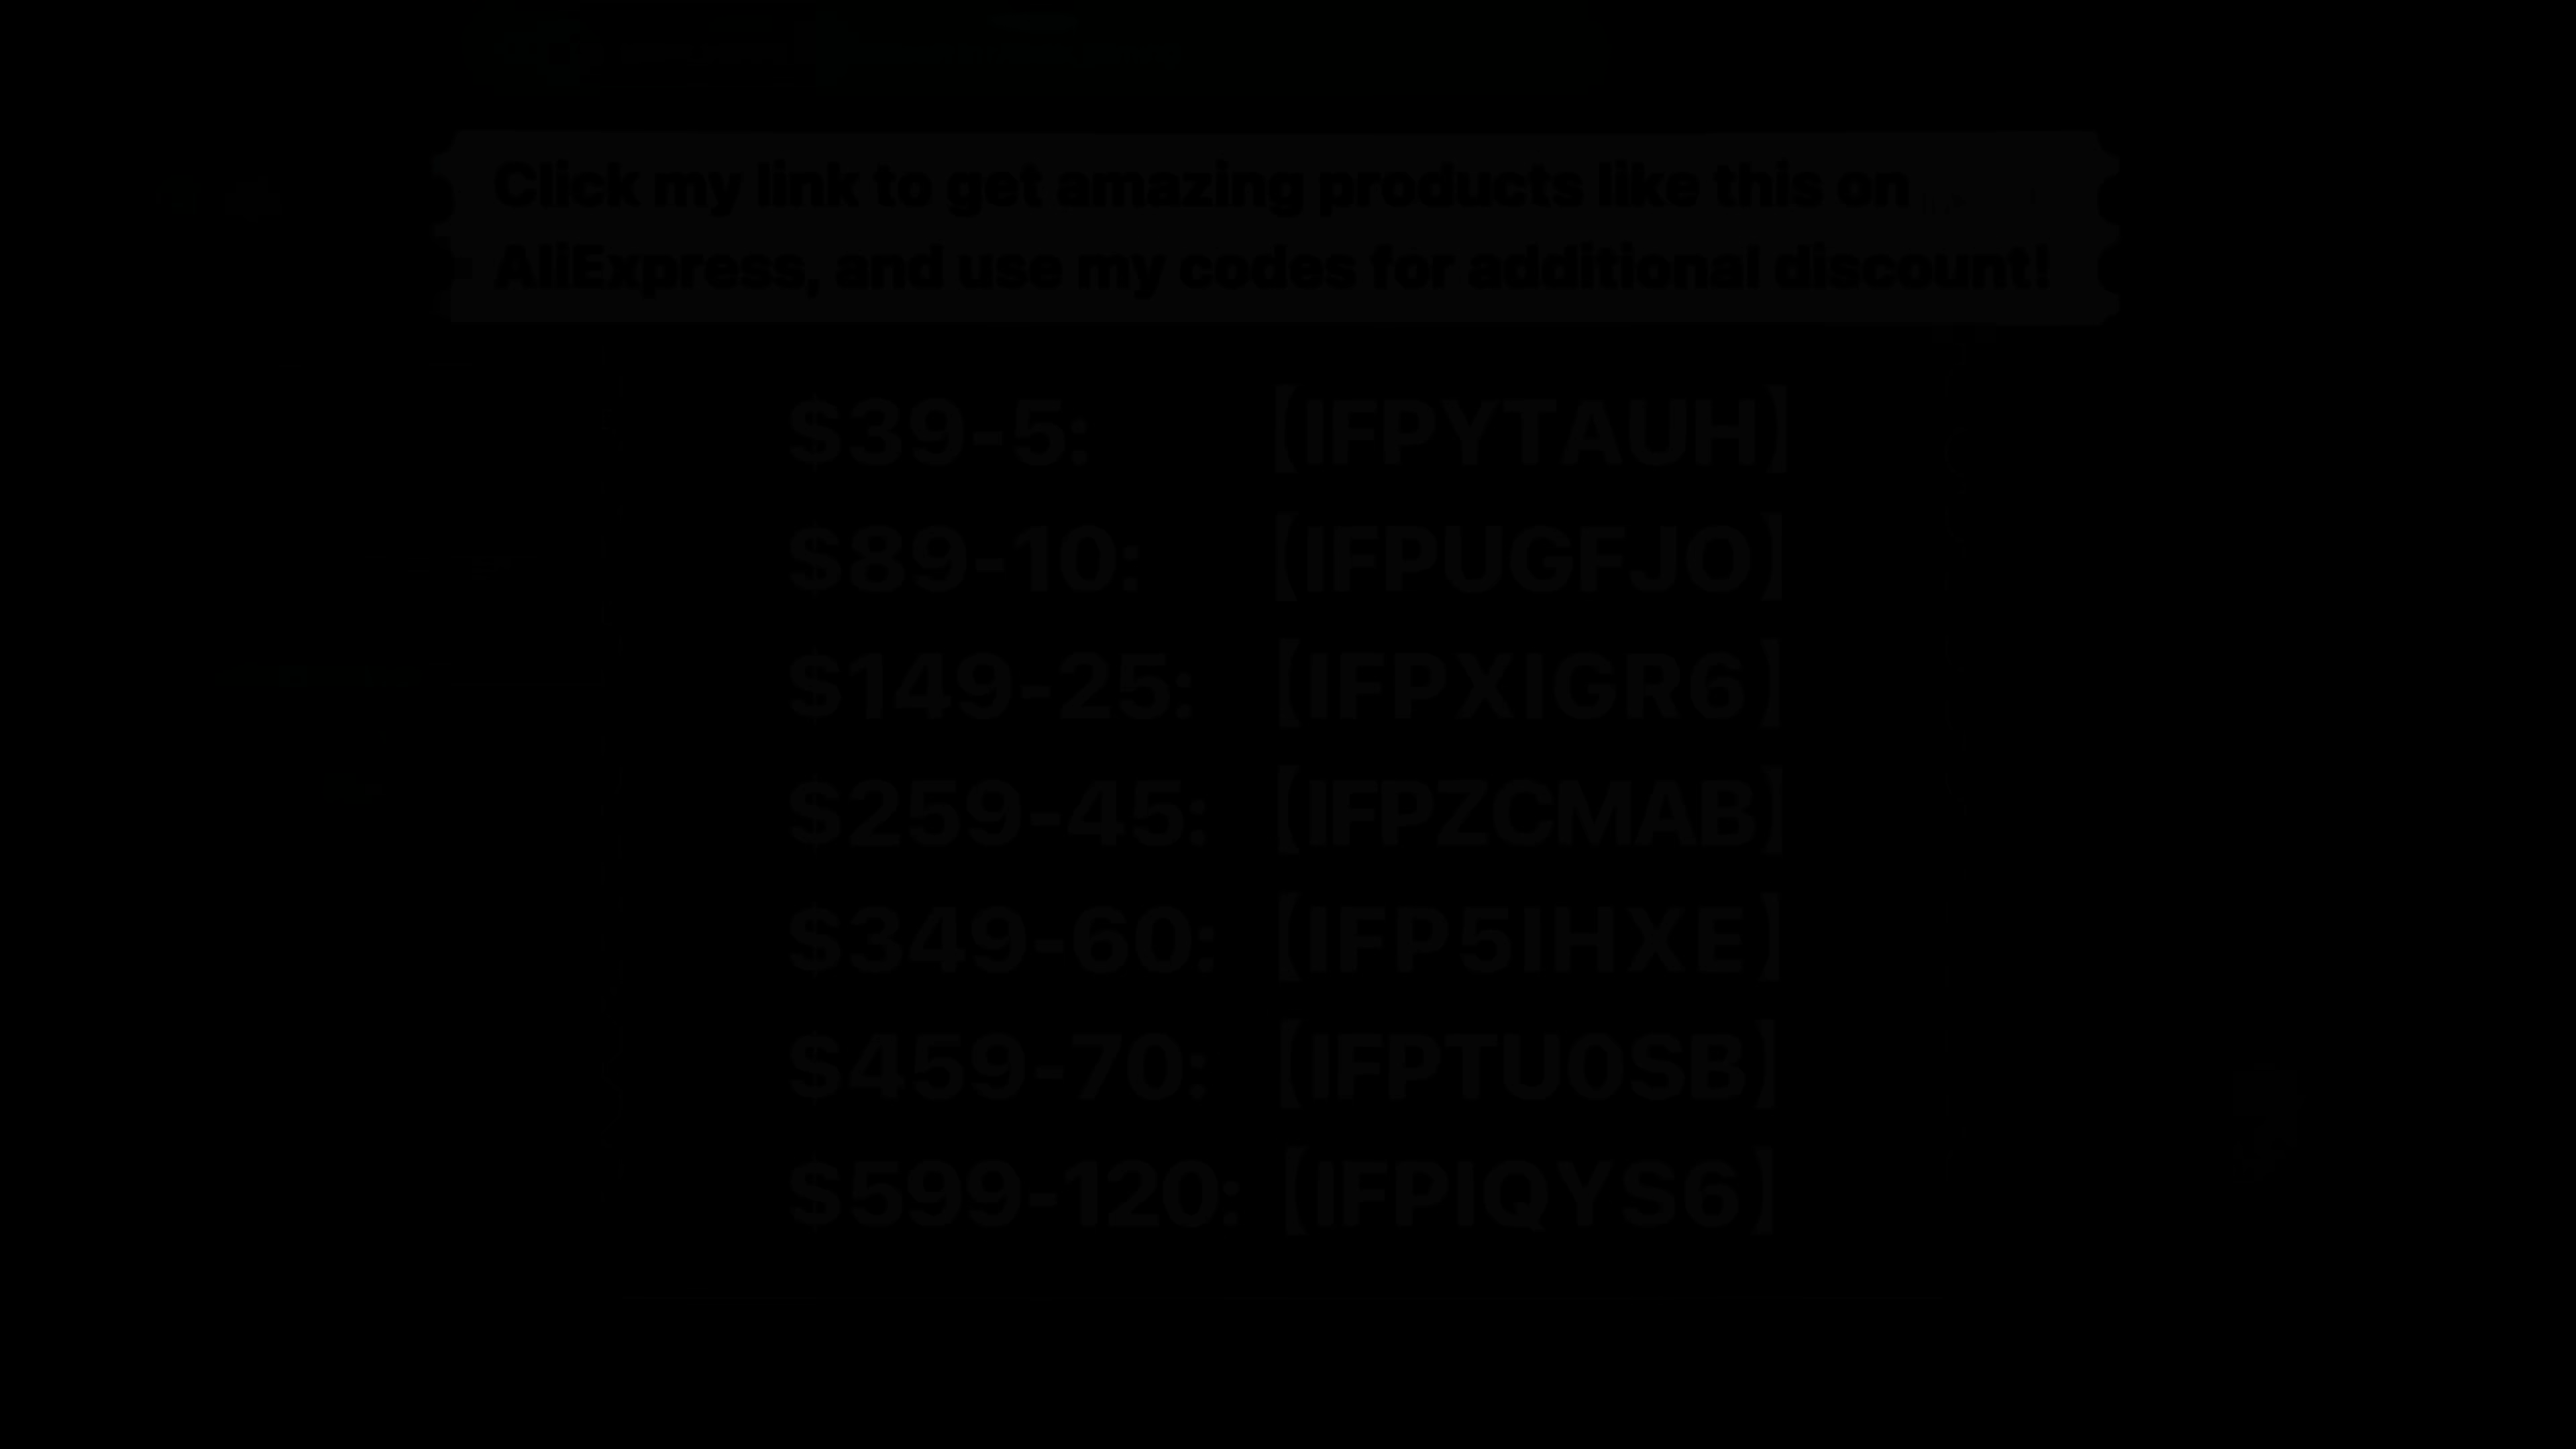 Click my link to get amazing products like this on
AliExpress, and use my codes for additional discount!
$39-5: 【IFPYTAUH】
$89-10: 【IFPUGFJO】
$149-25: 【IFPXIGR6】
$259-45: 【IFPZCMAB】
$349-60: 【IFP5IHXE】
$459-70: 【IFPTU0SB】
$599-120: 【IFPIQYS6】